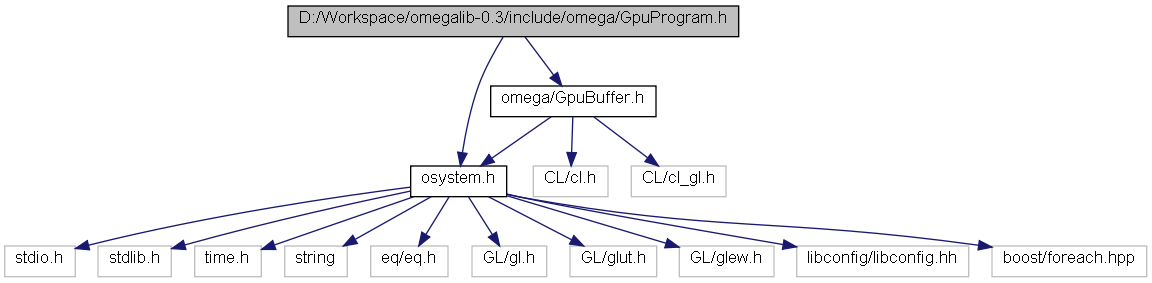 D:/Workspace/omegalib-0.3/include/omega/GpuProgram.h
omega/GpuBuffer.h
osystem.h
CL/cl.h
CL/cl_gl.h
stdio.h
stdlib.h
time.h
string
eq/eq.h
GL/gl.h
GL/glut.h
GL/glew.h
libconfig/libconfig.hh
boost/foreach.hpp